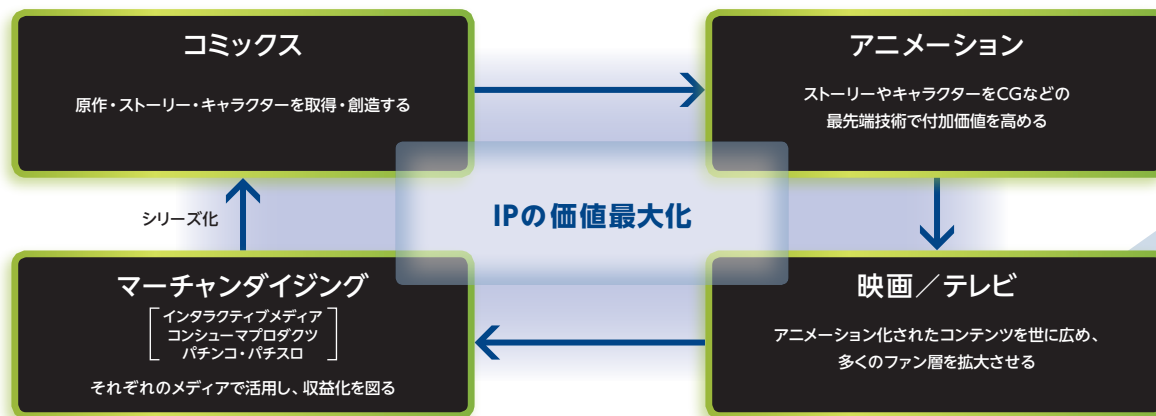 コミックス
原作・ストーリー・キャラクターを取得・創造する
アニメーション
ストーリーやキャラクターをCGなどの
最先端技術で付加価値を高める
シリーズ化
IPの価値最大化
マーチャンダイジング
インタラクティブメディア
コンシューマプロダクツ
パチンコ・パチスロ
それぞれのメディアで活用し、収益化を図る
映画／テレビ
アニメーション化されたコンテンツを世に広め、
多くのファン層を拡大させる